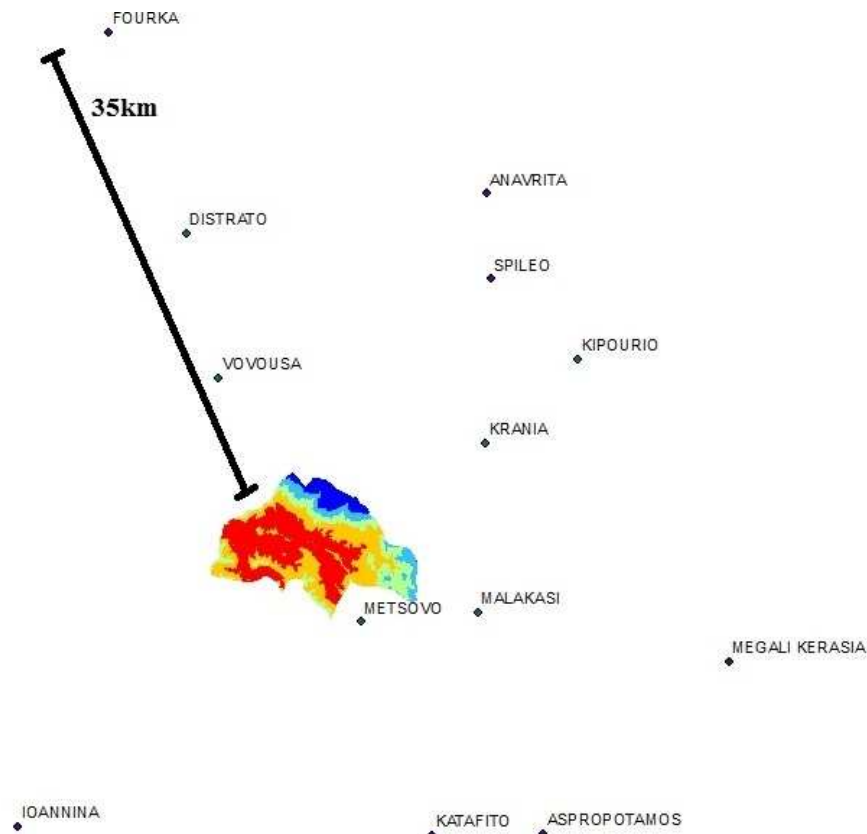 FOURKA
35km
ANAVRITA
DISTRATO
SPILEO
KIPOURIO
VOVOUSA
KRANIA
METSOVO
MALAKASI
MEGALI KERASIA
IOANNINA
KATAFITO
ASPROPOTAMOS